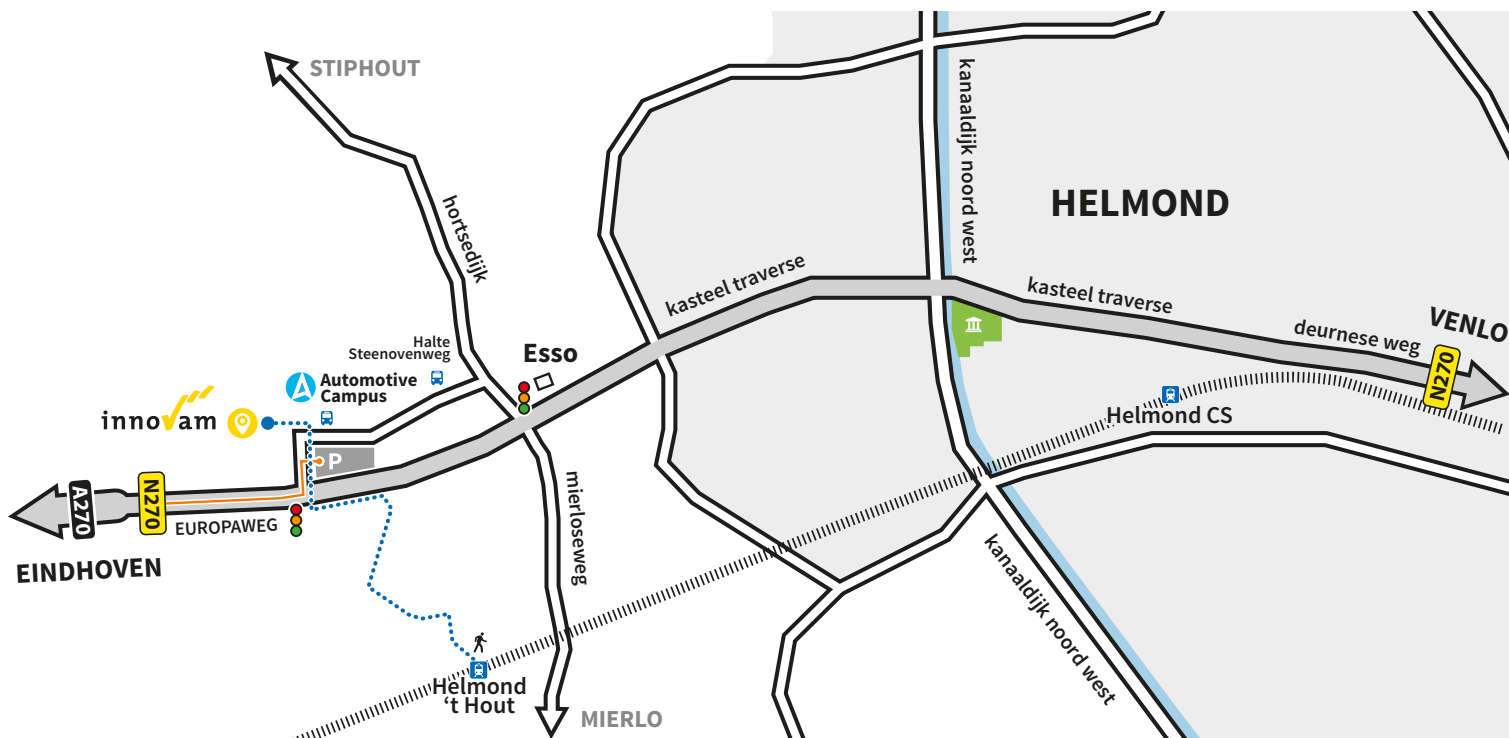 STIPHOUT
hortsedijk
kanaaldijk noord west
HELMOND
kasteel traverse
kasteel traverse
deurnese weg
VENLO
N270
Halte
Steenovenweg
Esso
Automotive
Campus
innovam
P
Helmond CS
A270
N270
EUROPAWEG
EINDHOVEN
mierloseweg
kanaaldijk noord west
Helmond
‘t Hout
MIERLO